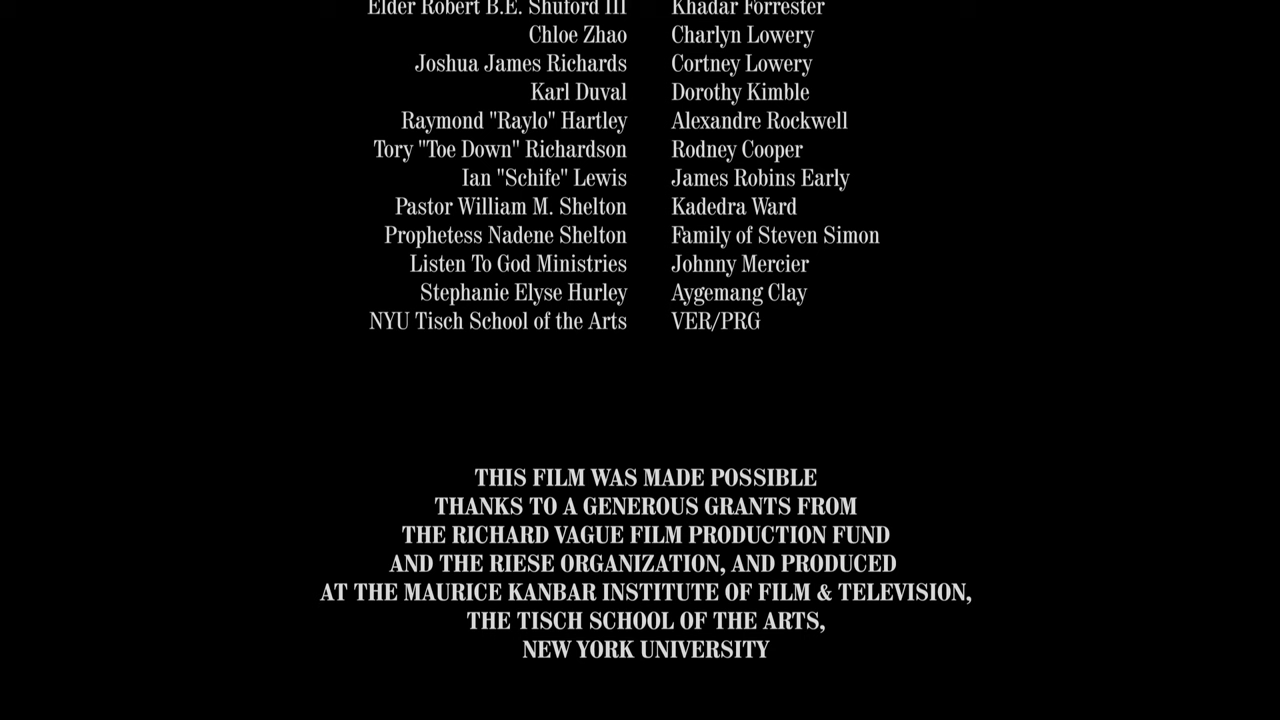 Elder Robert B.E. Shuford III Khadar Forrester
Chloe Zhao Charlyn Lowery
Joshua James Richards Cortney Lowery
Karl Duval Dorothy Kimble
Raymond "Raylo" Hartley Alexandre Rockwell
Tory "Toe Down" Richardson Rodney Cooper
Ian "Schife" Lewis James Robins Early
Pastor William M. Shelton Kadedra Ward
Prophetess Nadene Shelton Family of Steven Simon
Listen To God Ministries Johnny Mercier
Stephanie Elyse Hurley Aygemang Clay
NYU Tisch School of the Arts VER/PRG
THIS FILM WAS MADE POSSIBLE
THANKS TO A GENEROUS GRANTS FROM
THE RICHARD VAGUE FILM PRODUCTION FUND
AND THE RIESE ORGANIZATION, AND PRODUCED
AT THE MAURICE KANBAR INSTITUTE OF FILM & TELEVISION,
THE TISCH SCHOOL OF THE ARTS,
NEW YORK UNIVERSITY